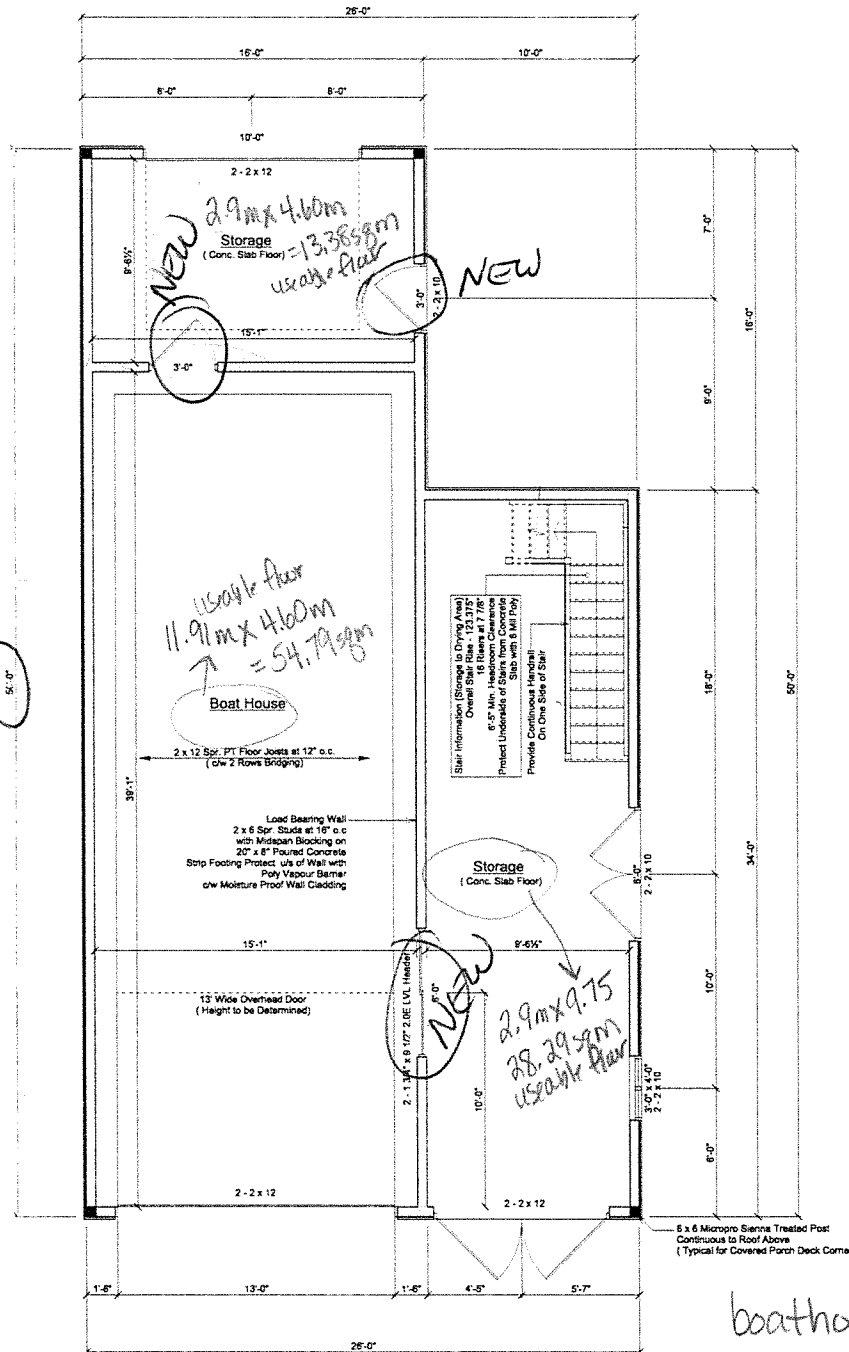 26'-0"
16'-0"
10'-0"
8'-0"
8'-0"
10'-0"
2 - 2 x 12
2.9m x 4.60m
Storage
( Conc. Slab Floor)
=13.38sqm
useable floor
NEW
NEW
9'-6½"
3'-0"
2 - 2 x 10
7'-0"
15'-1"
3'-0"
16'-0"
9'-0"
useable floor
11.91m x 4.60m
= 54.79sqm
Boat House
2 x 12 Spr. PT Floor Joists at 12" o.c.
( c/w 2 Rows Bridging)
39'-1"
50'-0"
Stair Information (Storage to Drying Area)
Overall Stair Rise - 123.375"
16 Risers at 7 7/8"
6'-5" Min. Headroom Clearance
Protect Underside of Stairs from Concrete
Slab with 6 Mil Poly
Provide Continuous Handrail
On One Side of Stair
18'-0"
50'-0"
34'-0"
Load Bearing Wall
2 x 6 Spr. Studs at 16" o.c
with Midspan Blocking on
20" x 8" Poured Concrete
Strip Footing Protect u/s of Wall with
Poly Vapour Barrier
c/w Moisture Proof Wall Cladding
Storage
( Conc. Slab Floor)
6'-0"
2 - 2 x 10
15'-1"
9'-6½"
NEW
13' Wide Overhead Door
( Height to be Determined)
2 - 1 3/4" x 9 1/2" 2.0E LVL Header
6'-0"
2.9m x 9.75
28.29sqm
useable floor
10'-0"
10'-0"
3'-0" x 4'-0"
2 - 2 x 10
6'-0"
2 - 2 x 12
2 - 2 x 12
6 x 6 Micropro Sienna Treated Post
Continuous to Roof Above
( Typical for Covered Porch Deck Corne
1'-6"
13'-0"
1'-6"
4'-5"
5'-7"
26'-0"
boatho